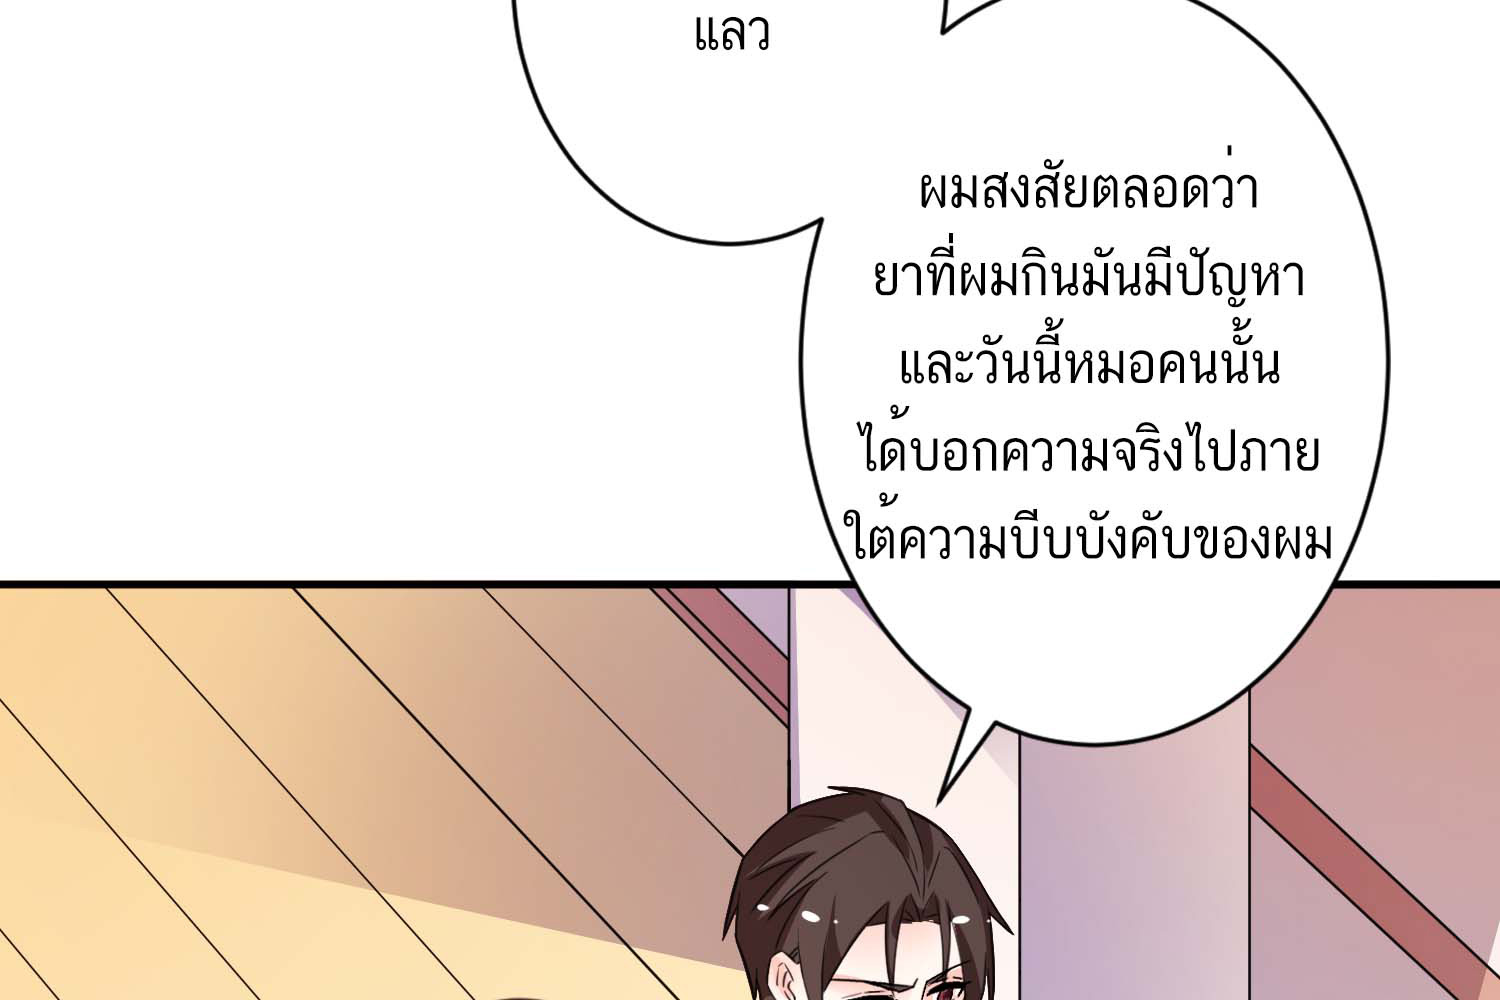 แลว
ผมสงสัยตลอดว่า
ยาที่ผมกินมันมีปัญหา
และวันนี้หมอคนนั้น
ได้บอกความจริงไปภาย
ใต้ความบีบบังคับของผม